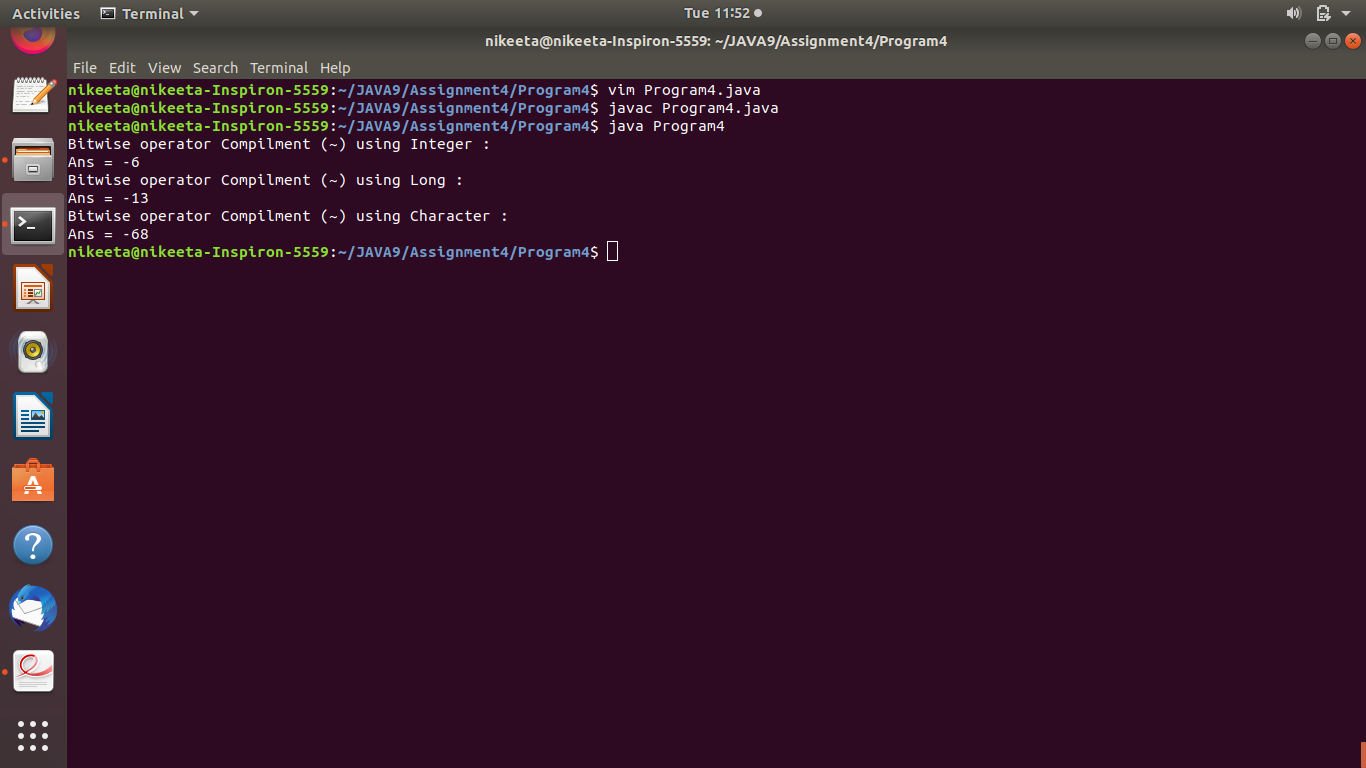 Activities Terminal Tue 11:52
nikeeta@nikeeta-Inspiron-5559: ~/JAVA9/Assignment4/Program4
File Edit View Search Terminal Help
nikeeta@nikeeta-Inspiron-5559:~/JAVA9/Assignment4/Program4$ vim Program4.java
nikeeta@nikeeta-Inspiron-5559:~/JAVA9/Assignment4/Program4$ javac Program4.java
nikeeta@nikeeta-Inspiron-5559:~/JAVA9/Assignment4/Program4$ java Program4
Bitwise operator Compilment (~) using Integer :
Ans = -6
Bitwise operator Compilment (~) using Long :
Ans = -13
Bitwise operator Compilment (~) using Character :
Ans = -68
nikeeta@nikeeta-Inspiron-5559:~/JAVA9/Assignment4/Program4$